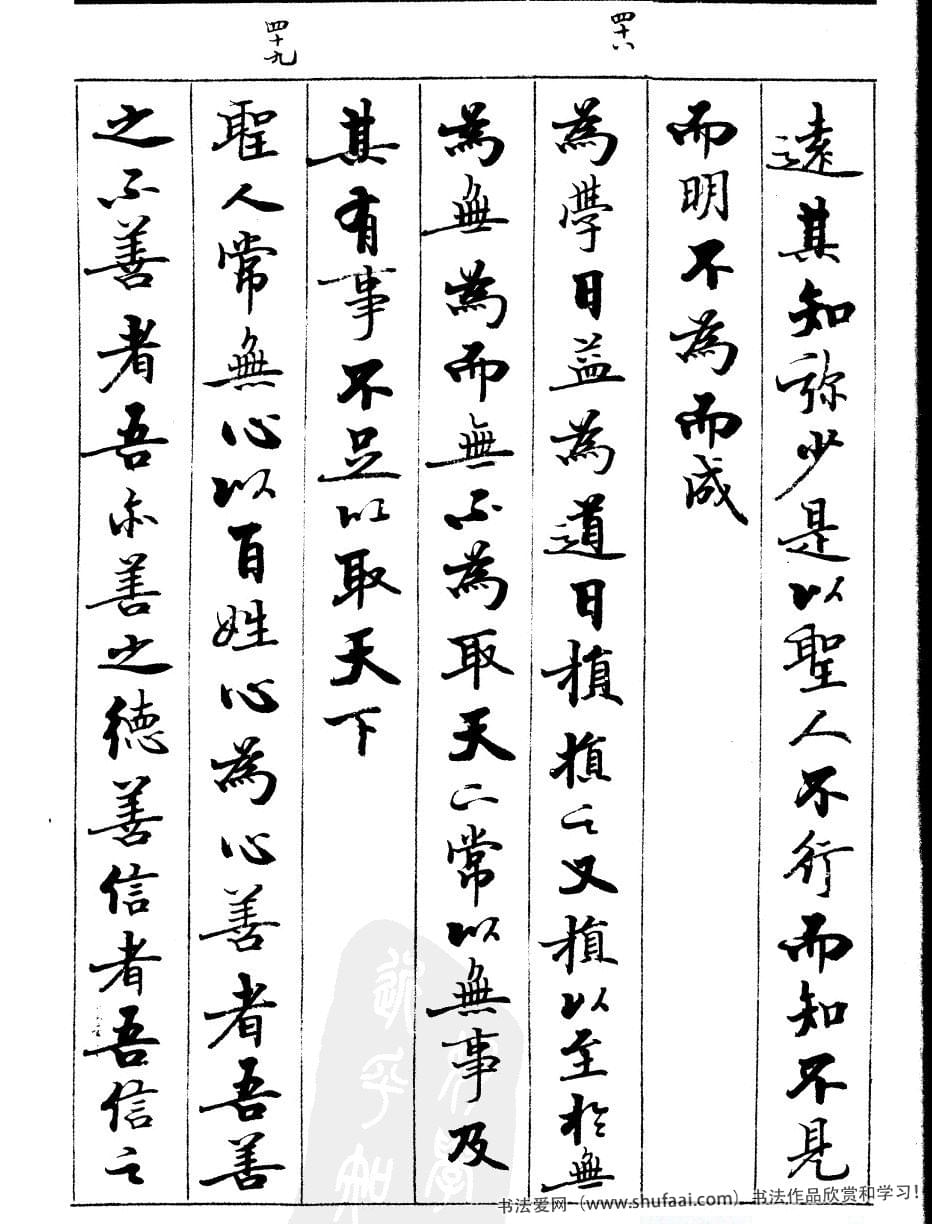 遠其知弥少是以聖人不行而知不見
而明不為而成
四十八
為學日益為道日損損之又損以至於無
為無為而無不為取天下常以無事及
其有事不足以取天下
四十九
聖人常無心以百姓心為心善者吾善
之不善者吾亦善之德善信者吾信之
书法爱网（www.shufaai.com）书法作品欣赏和学习！